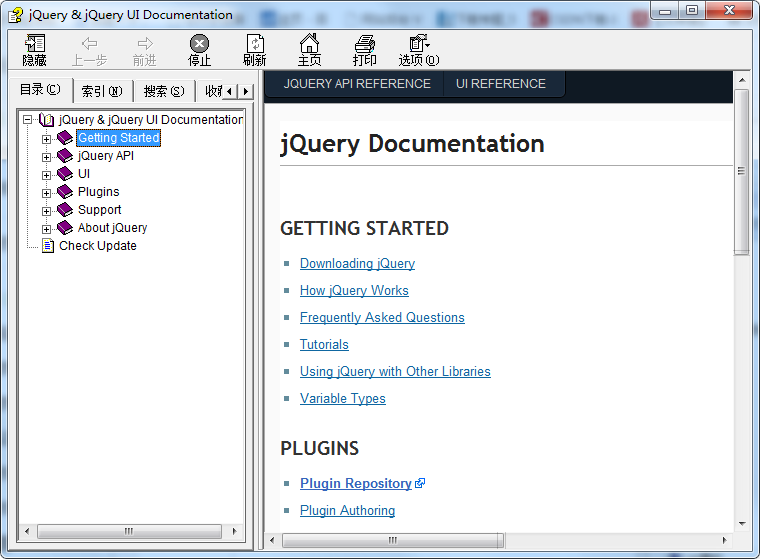 jQuery & jQuery UI Documentation
隐藏 上一步 前进 停止 刷新 主页 打印 选项(O)
目录(C) 索引(N) 搜索(S)
JQUERY API REFERENCE UI REFERENCE
jQuery & jQuery UI Documentation
Getting Started
jQuery API
UI
Plugins
Support
About jQuery
Check Update
jQuery Documentation
GETTING STARTED
Downloading jQuery
How jQuery Works
Frequently Asked Questions
Tutorials
Using jQuery with Other Libraries
Variable Types
PLUGINS
Plugin Repository
Plugin Authoring